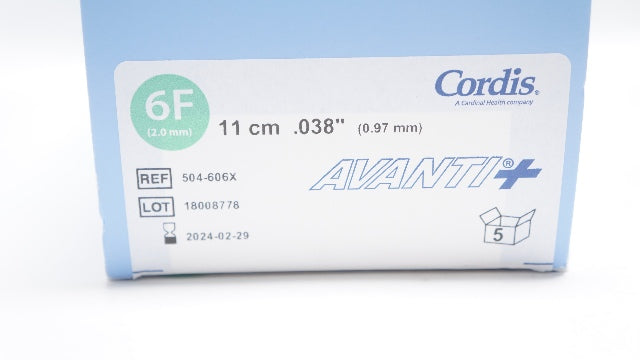 6F
(2.0 mm)
11 cm .038" (0.97 mm)
Cordis®
A Cardinal Health company
REF 504-606X
LOT 18008778
2024-02-29
AVANTI®+
5